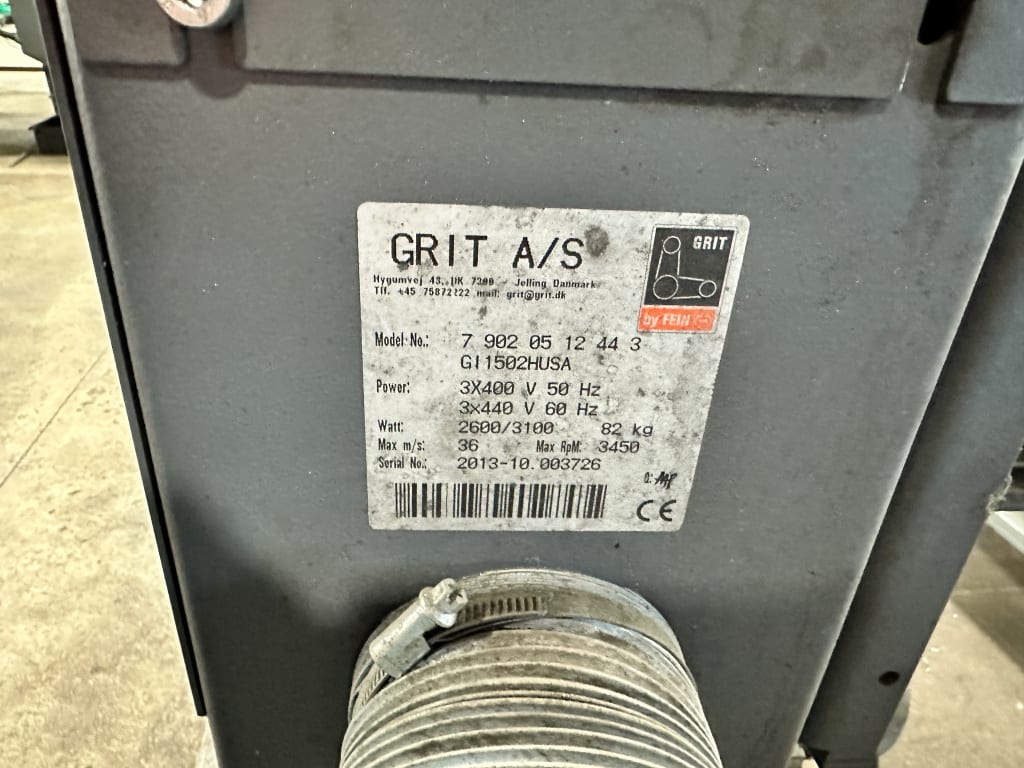 GRIT A/S
Hygumvej 43, DK 7300 - Jelling Danmark
Tlf. +45 75872222 mail: grit@grit.dk
GRIT
by FEIN
Model No.: 7 902 05 12 44 3
GI1502HUSA
Power: 3X400 V 50 Hz
3x440 V 60 Hz
Watt: 2600/3100 82 kg
Max m/s: 36 Max RpM: 3450
Serial No.: 2013-10.003726
Q:
CE